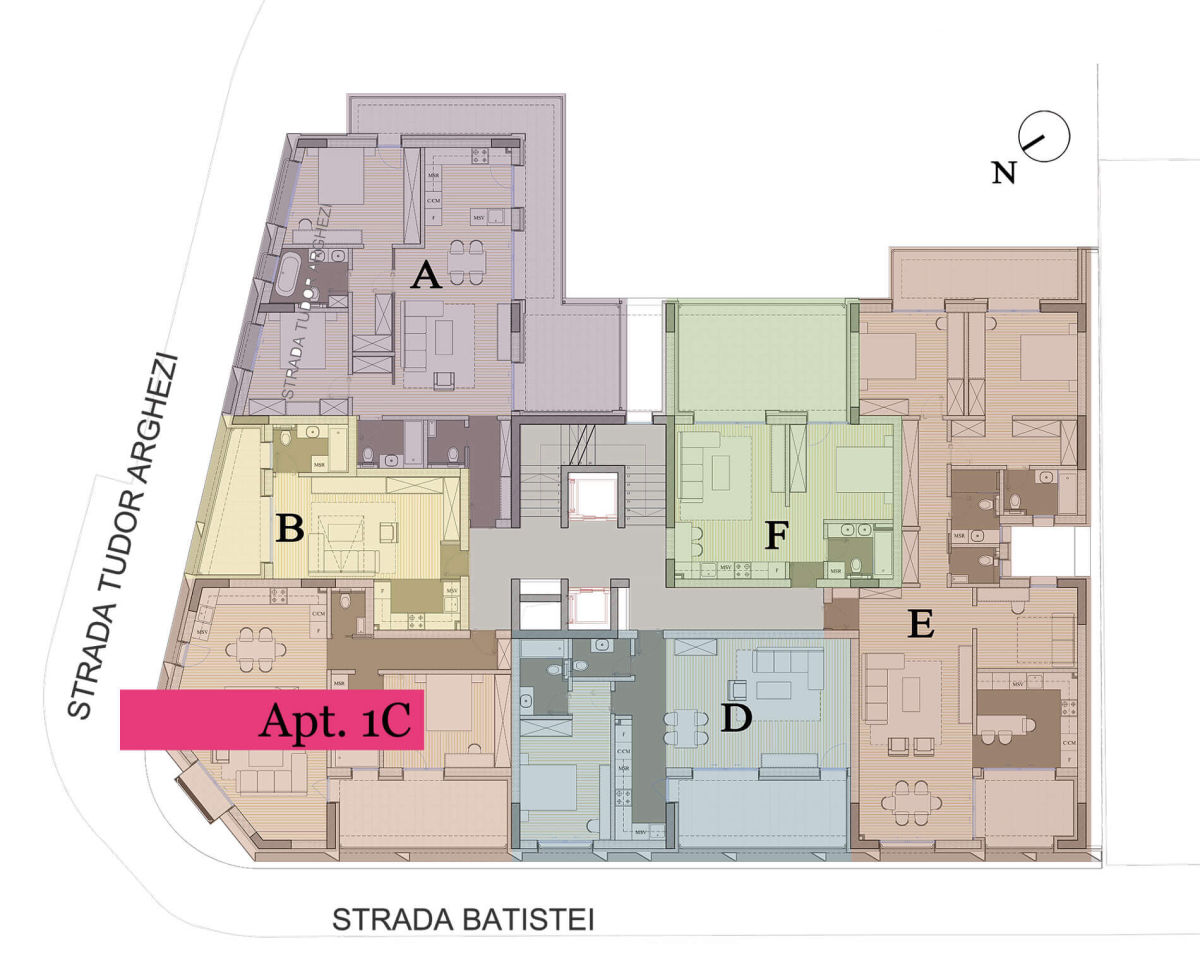 N
MSR
C/CM
F
MSV
STRADA TUDOR ARGHEZI
A
STRADA TUDOR ARGHEZI
MSR
B
F
MSV
F
MSV
F
MSR
MSR
MSV
C/CM
F
E
MSR
Apt. 1C
D
F
C/CM
MSR
MSV
MSV
C/CM
F
STRADA BATISTEI